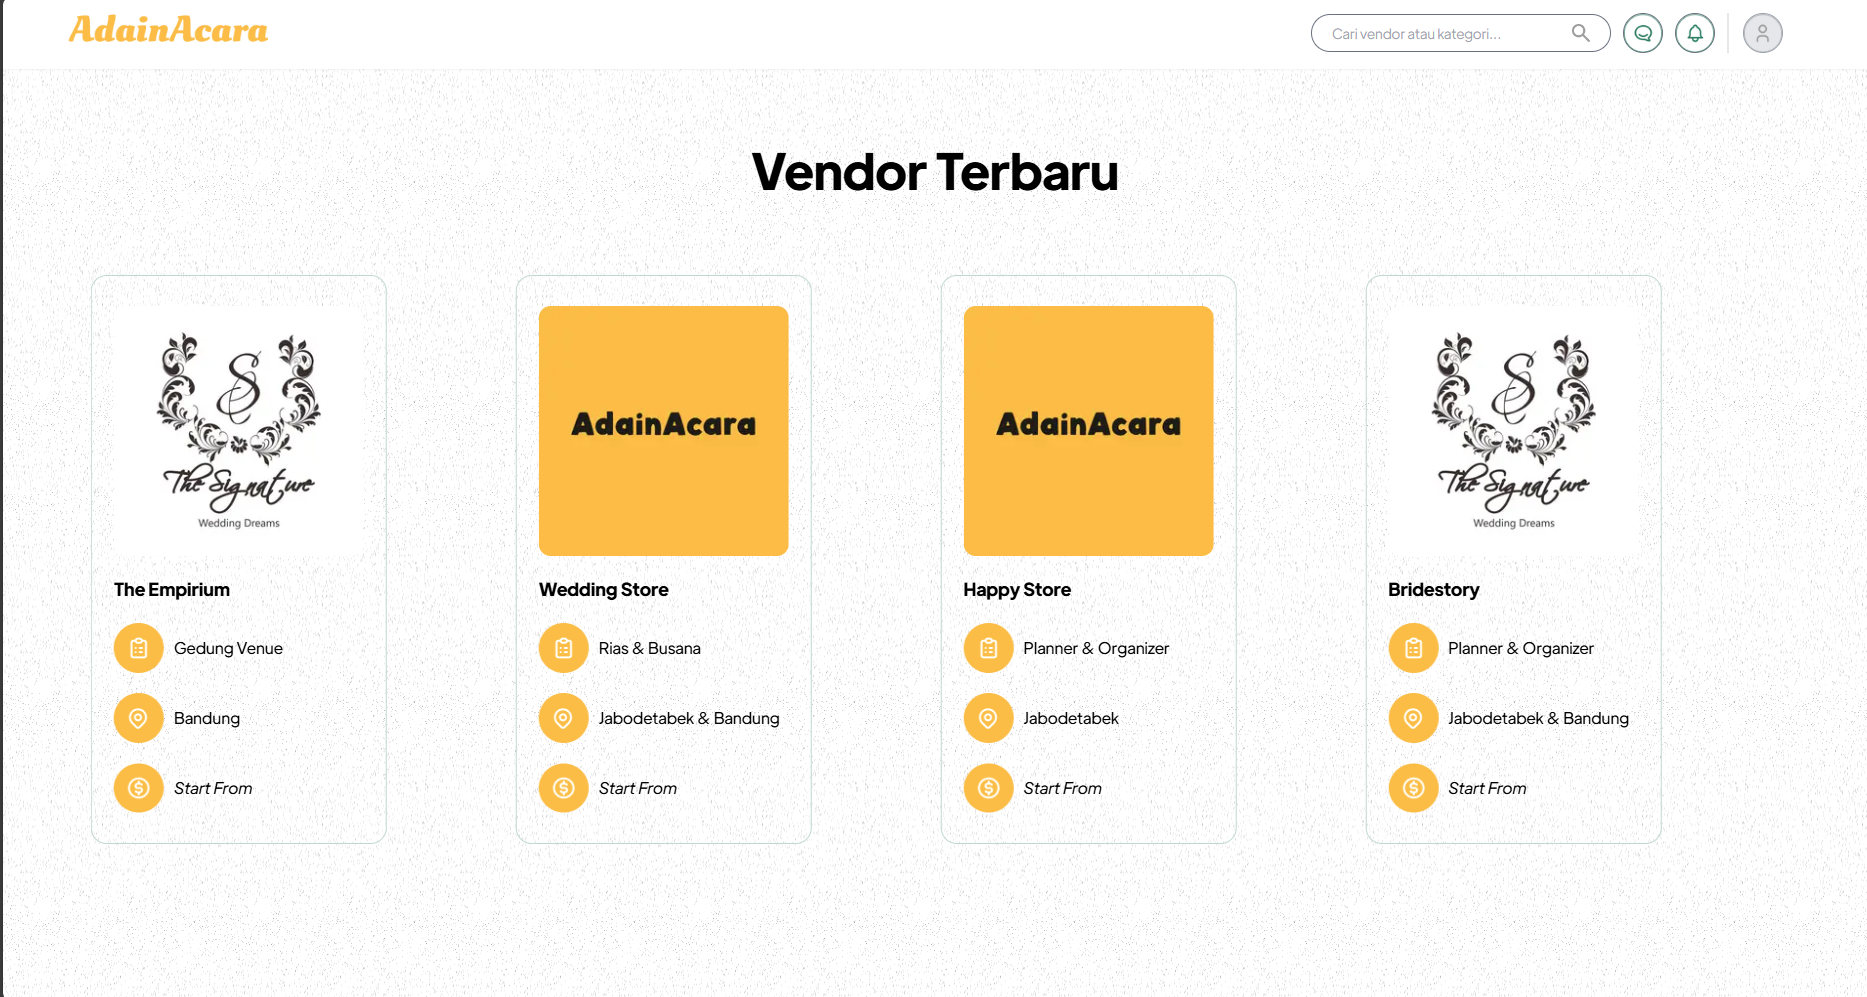 AdainAcara
Cari vendor atau kategori...
Vendor Terbaru
The Signature
Wedding Dreams
The Empirium
Gedung Venue
Bandung
Start From
AdainAcara
Wedding Store
Rias & Busana
Jabodetabek & Bandung
Start From
AdainAcara
Happy Store
Planner & Organizer
Jabodetabek
Start From
The Signature
Wedding Dreams
Bridestory
Planner & Organizer
Jabodetabek & Bandung
Start From